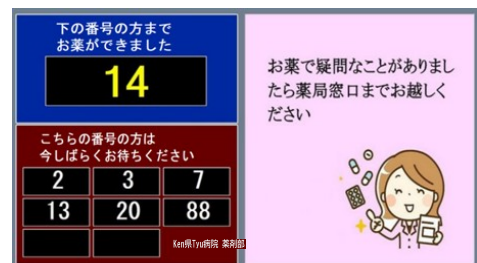 下の番号の方まで
お薬ができました
14
こちらの番号の方は
今しばらくお待ちください
2 3 7
13 20 88
Ken県Tyu病院 薬剤部
お薬で疑問なことがありまし
たら薬局窓口までお越しく
ださい